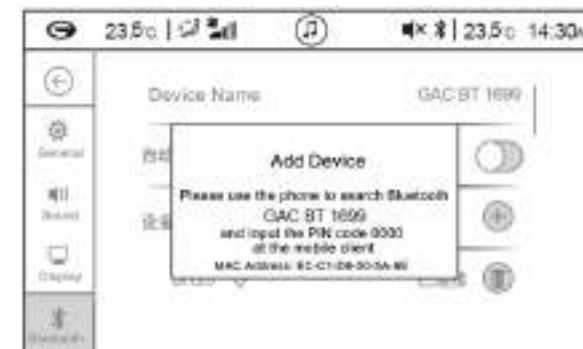 23.5c 23.5c 14:30
Device Name GAC BT 1699
General
Add Device
Please use the phone to search Bluetooth
GAC BT 1699
and input the PIN code 0000
at the mobile client
Sound
Display
Bluetooth